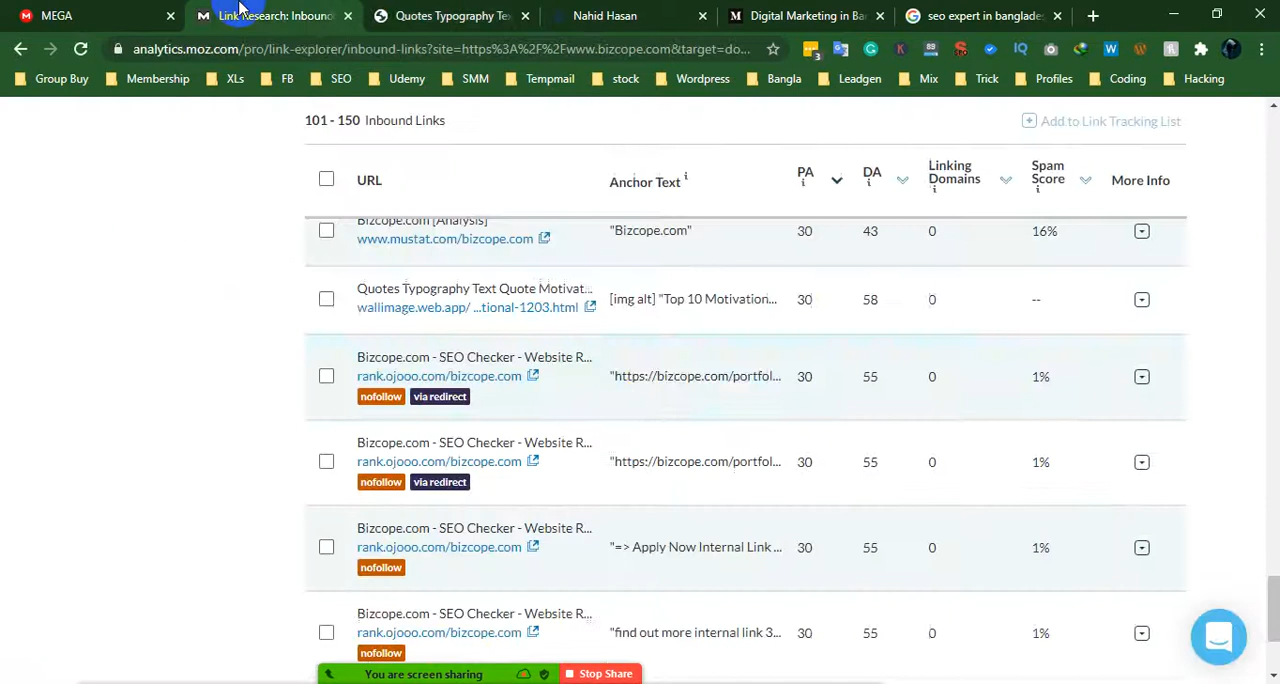 MEGA
Link Research: Inbound
Quotes Typography Te
Nahid Hasan
Digital Marketing in Ba
seo expert in banglades
analytics.moz.com/pro/link-explorer/inbound-links?site=https%3A%2F%2Fwww.bizcope.com&target=do...
3
89
IQ
W
Group Buy
Membership
XLs
FB
SEO
Udemy
SMM
Tempmail
stock
Wordpress
Bangla
Leadgen
Mix
Trick
Profiles
Coding
Hacking
101 - 150 Inbound Links
Add to Link Tracking List
URL
Anchor Text i
PA i
DA i
Linking Domains i
Spam Score i
More Info
Bizcope.com [Analysis]
www.mustat.com/bizcope.com
"Bizcope.com"
30
43
0
16%
Quotes Typography Text Quote Motivat...
wallimage.web.app/ ...tional-1203.html
[img alt] "Top 10 Motivation...
30
58
0
--
Bizcope.com - SEO Checker - Website R...
rank.ojooo.com/bizcope.com
nofollow via redirect
"https://bizcope.com/portfol...
30
55
0
1%
Bizcope.com - SEO Checker - Website R...
rank.ojooo.com/bizcope.com
nofollow via redirect
"https://bizcope.com/portfol...
30
55
0
1%
Bizcope.com - SEO Checker - Website R...
rank.ojooo.com/bizcope.com
nofollow
"=> Apply Now Internal Link ...
30
55
0
1%
Bizcope.com - SEO Checker - Website R...
rank.ojooo.com/bizcope.com
nofollow
"find out more internal link 3...
30
55
0
1%
You are screen sharing
Stop Share